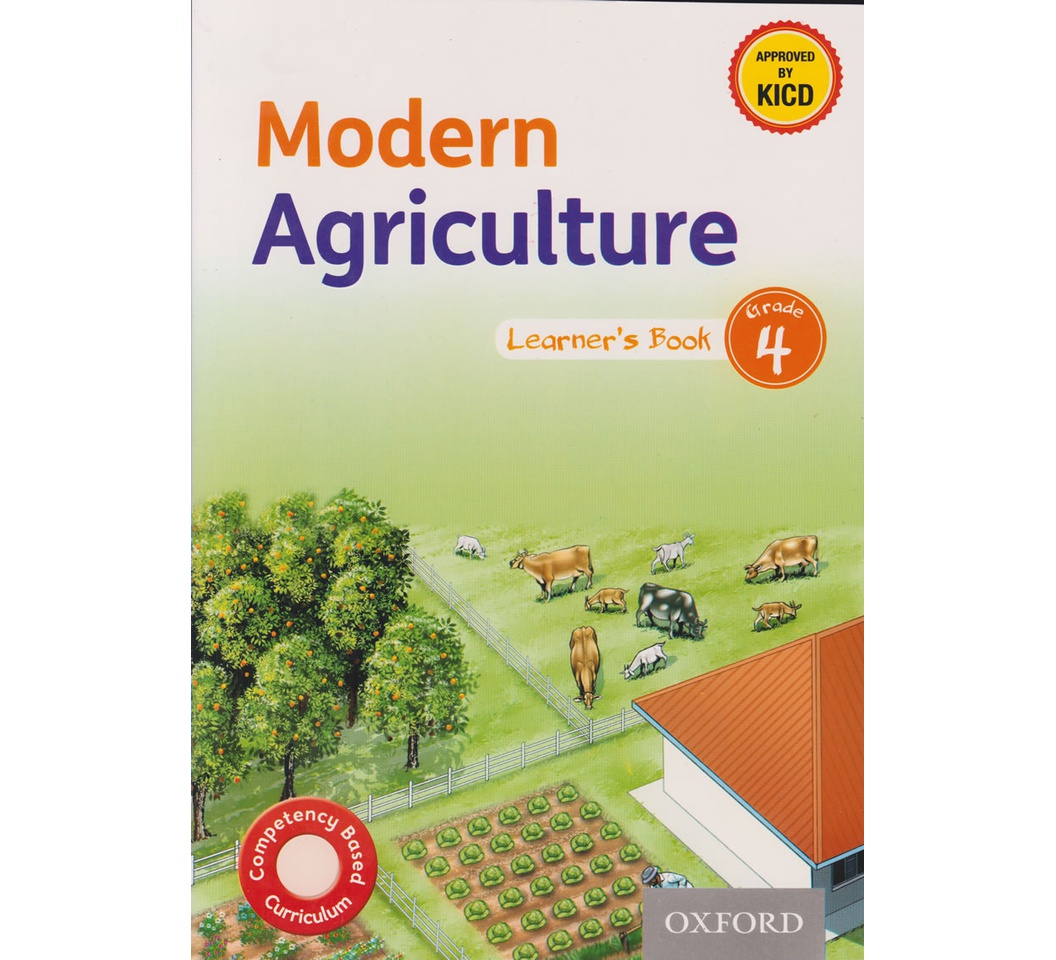 APPROVED
BY
KICD
Modern
Agriculture
Learner's Book
Grade
4
Competency Based
Curriculum
OXFORD